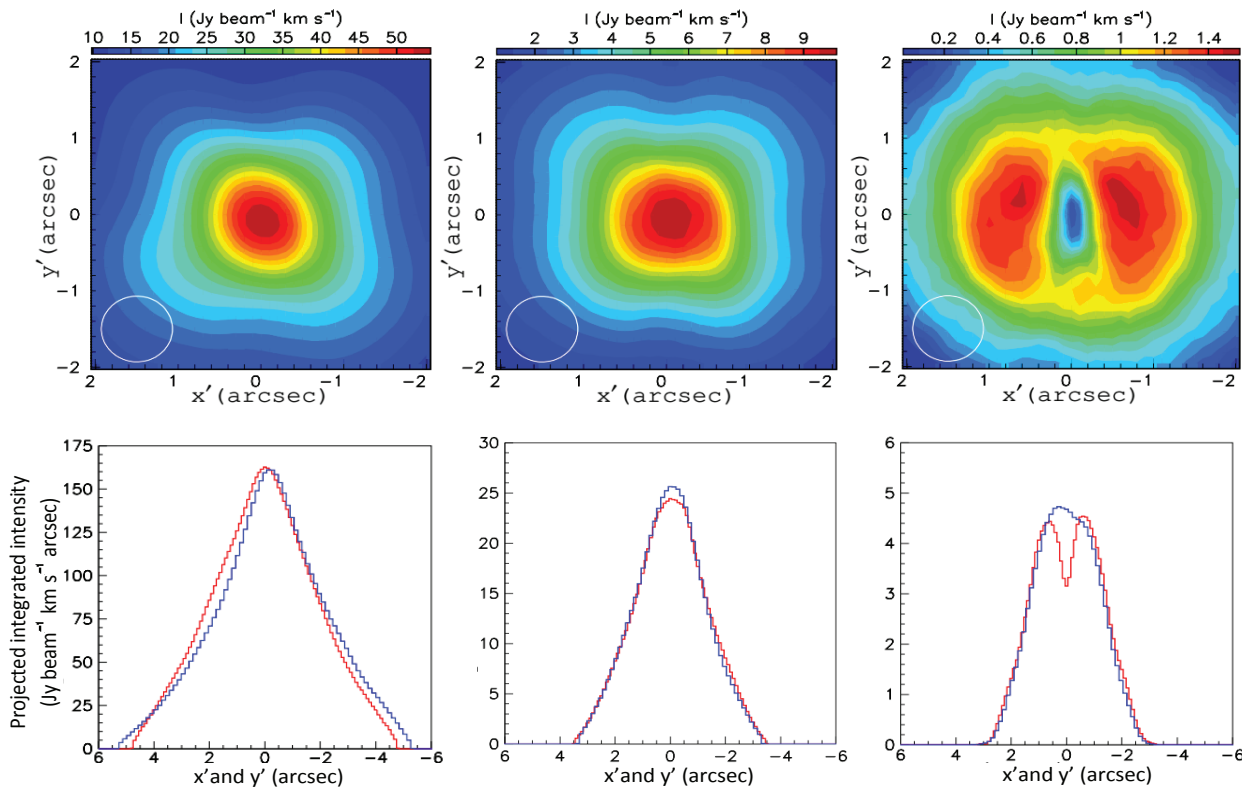 I (Jy beam⁻¹ km s⁻¹)
10 15 20 25 30 35 40 45 50
2
1
0
-1
-2
y′(arcsec)
2 1 0 -1 -2
x′(arcsec)
I (Jy beam⁻¹ km s⁻¹)
2 3 4 5 6 7 8 9
2
1
0
-1
-2
y′(arcsec)
2 1 0 -1 -2
x′(arcsec)
I (Jy beam⁻¹ km s⁻¹)
0.2 0.4 0.6 0.8 1 1.2 1.4
2
1
0
-1
-2
y′(arcsec)
2 1 0 -1 -2
x′(arcsec)
Projected integrated intensity
(Jy beam⁻¹ km s⁻¹ arcsec)
175
150
125
100
75
50
25
0
6 4 2 0 -2 -4 -6
x'and y' (arcsec)
30
25
20
15
10
5
0
6 4 2 0 -2 -4 -6
x'and y' (arcsec)
6
5
4
3
2
1
0
6 4 2 0 -2 -4 -6
x'and y' (arcsec)